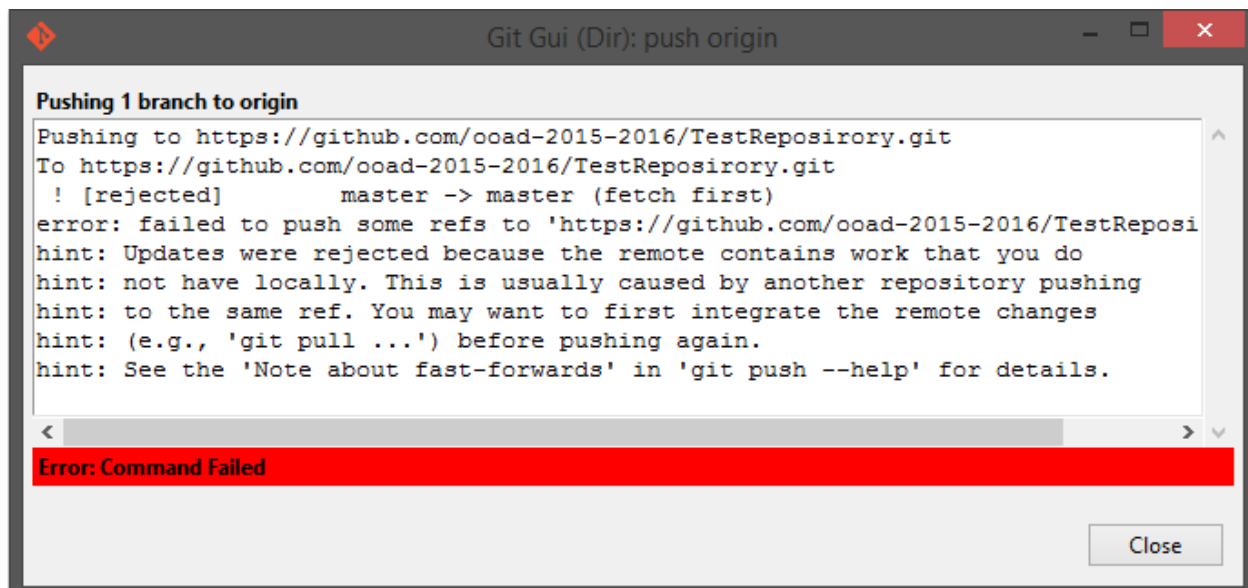 Git Gui (Dir): push origin
Pushing 1 branch to origin
Pushing to https://github.com/ooad-2015-2016/TestReposirory.git
To https://github.com/ooad-2015-2016/TestReposirory.git
! [rejected]        master -> master (fetch first)
error: failed to push some refs to 'https://github.com/ooad-2015-2016/TestReposi
hint: Updates were rejected because the remote contains work that you do
hint: not have locally. This is usually caused by another repository pushing
hint: to the same ref. You may want to first integrate the remote changes
hint: (e.g., 'git pull ...') before pushing again.
hint: See the 'Note about fast-forwards' in 'git push --help' for details.
Error: Command Failed
Close